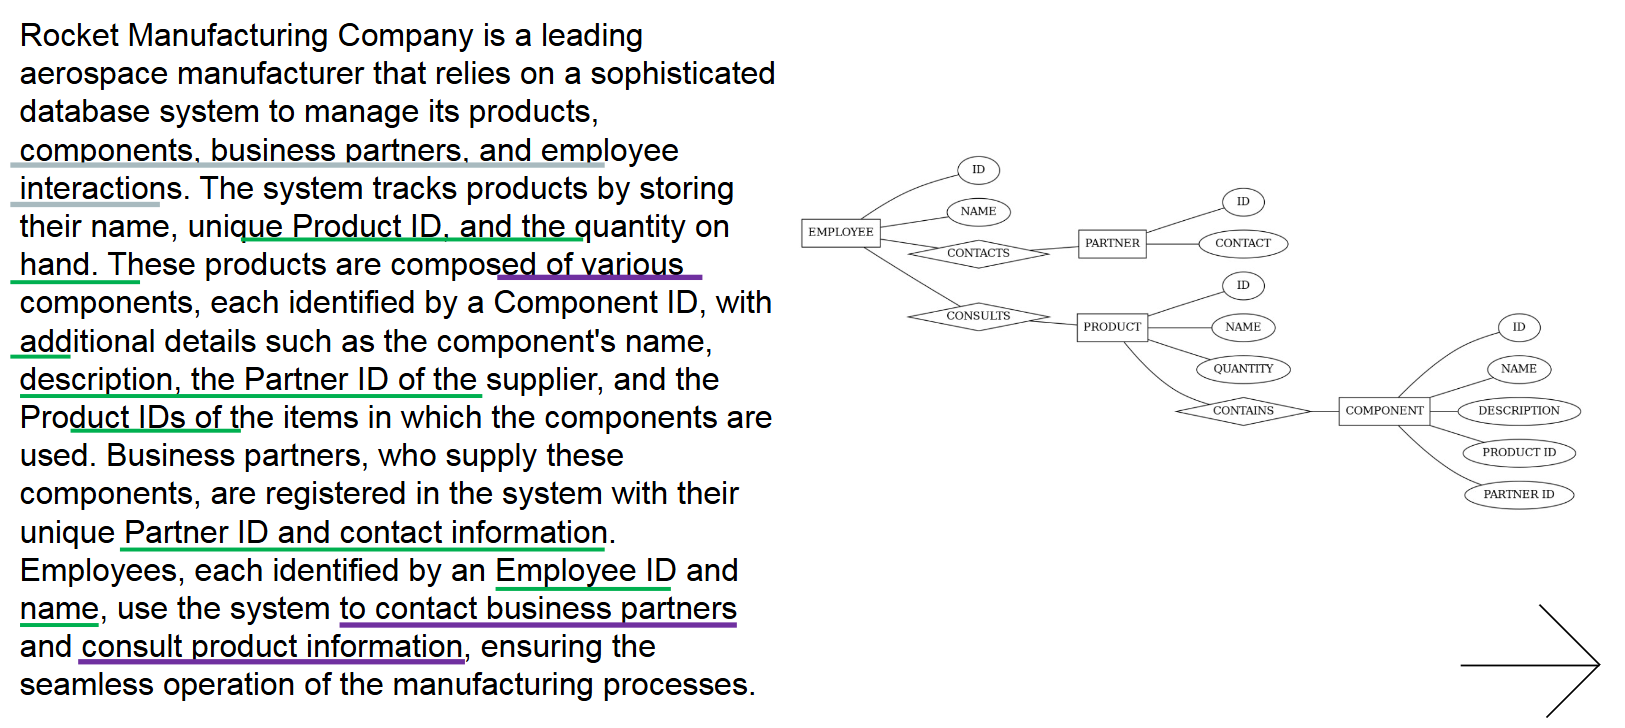 Rocket Manufacturing Company is a leading
aerospace manufacturer that relies on a sophisticated
database system to manage its products,
components, business partners, and employee
interactions. The system tracks products by storing
their name, unique Product ID, and the quantity on
hand. These products are composed of various
components, each identified by a Component ID, with
additional details such as the component's name,
description, the Partner ID of the supplier, and the
Product IDs of the items in which the components are
used. Business partners, who supply these
components, are registered in the system with their
unique Partner ID and contact information.
Employees, each identified by an Employee ID and
name, use the system to contact business partners
and consult product information, ensuring the
seamless operation of the manufacturing processes.
EMPLOYEE
ID
NAME
CONTACTS
CONSULTS
PARTNER
ID
CONTACT
PRODUCT
ID
NAME
QUANTITY
CONTAINS
COMPONENT
ID
NAME
DESCRIPTION
PRODUCT ID
PARTNER ID